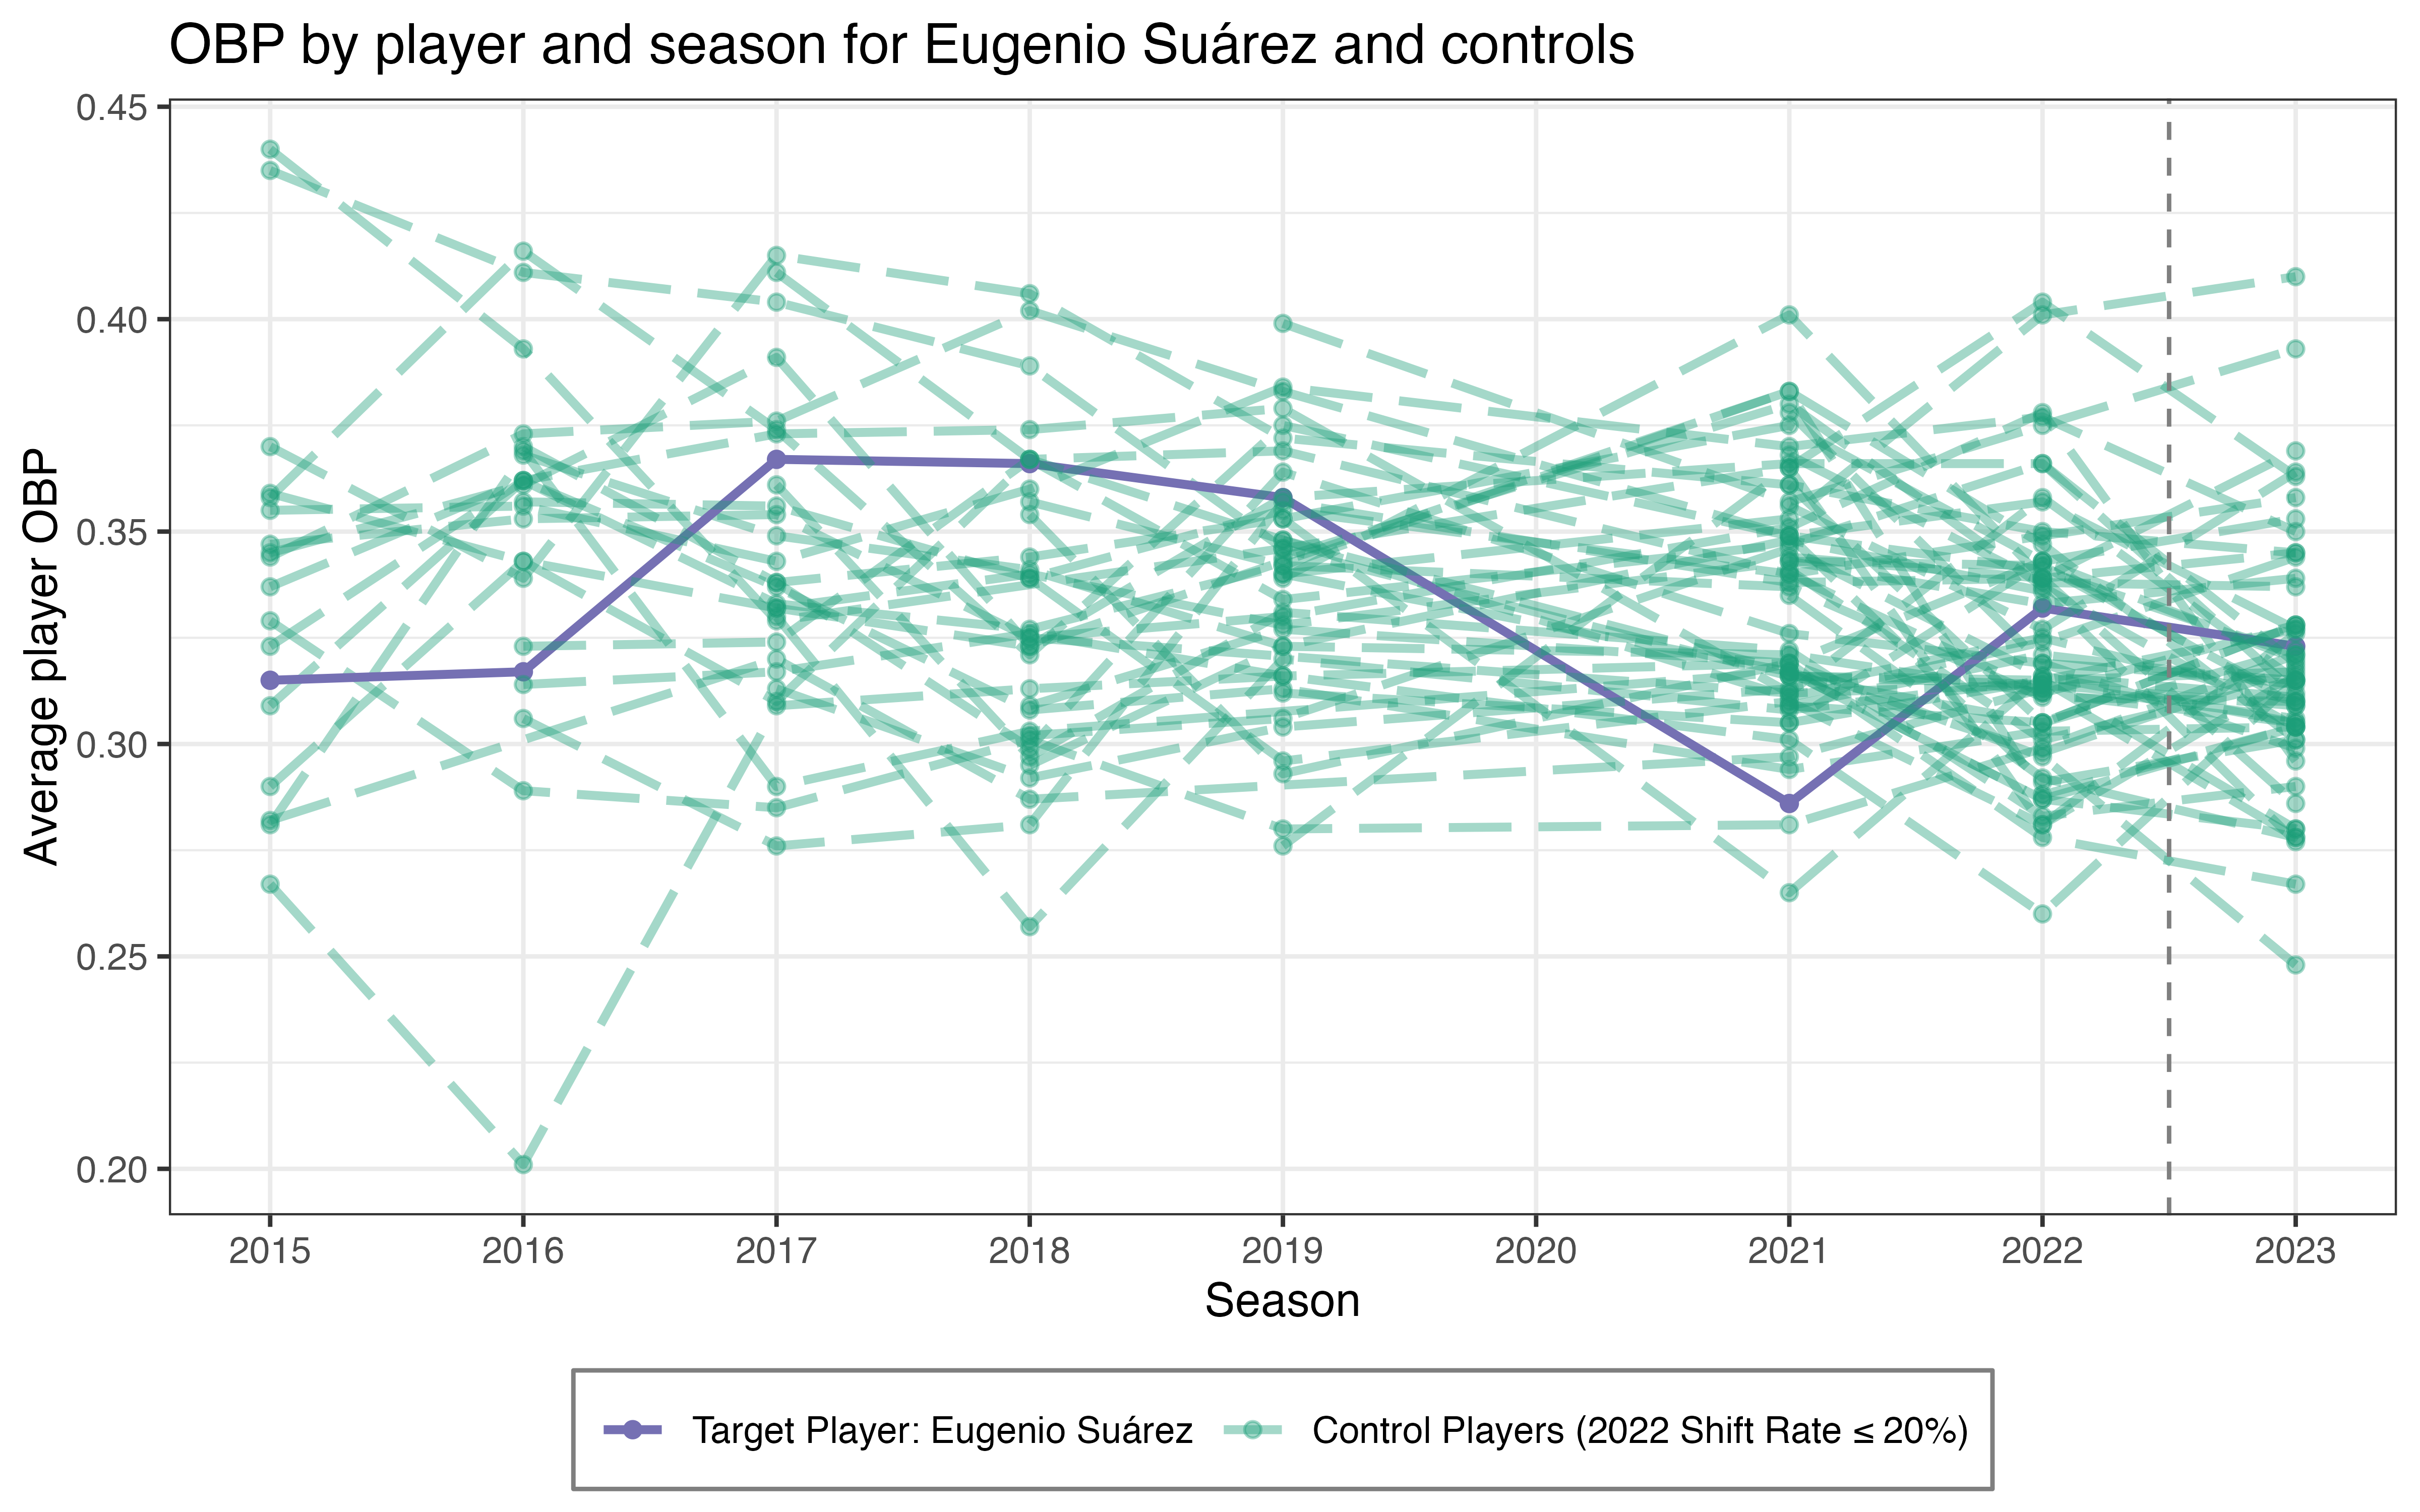 OBP by player and season for Eugenio Suárez and controls
Average player OBP
0.45
0.40
0.35
0.30
0.25
0.20
2015 2016 2017 2018 2019 2020 2021 2022 2023
Season
Target Player: Eugenio Suárez Control Players (2022 Shift Rate ≤ 20%)